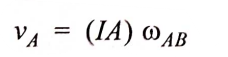 v_A = (IA) ω_AB